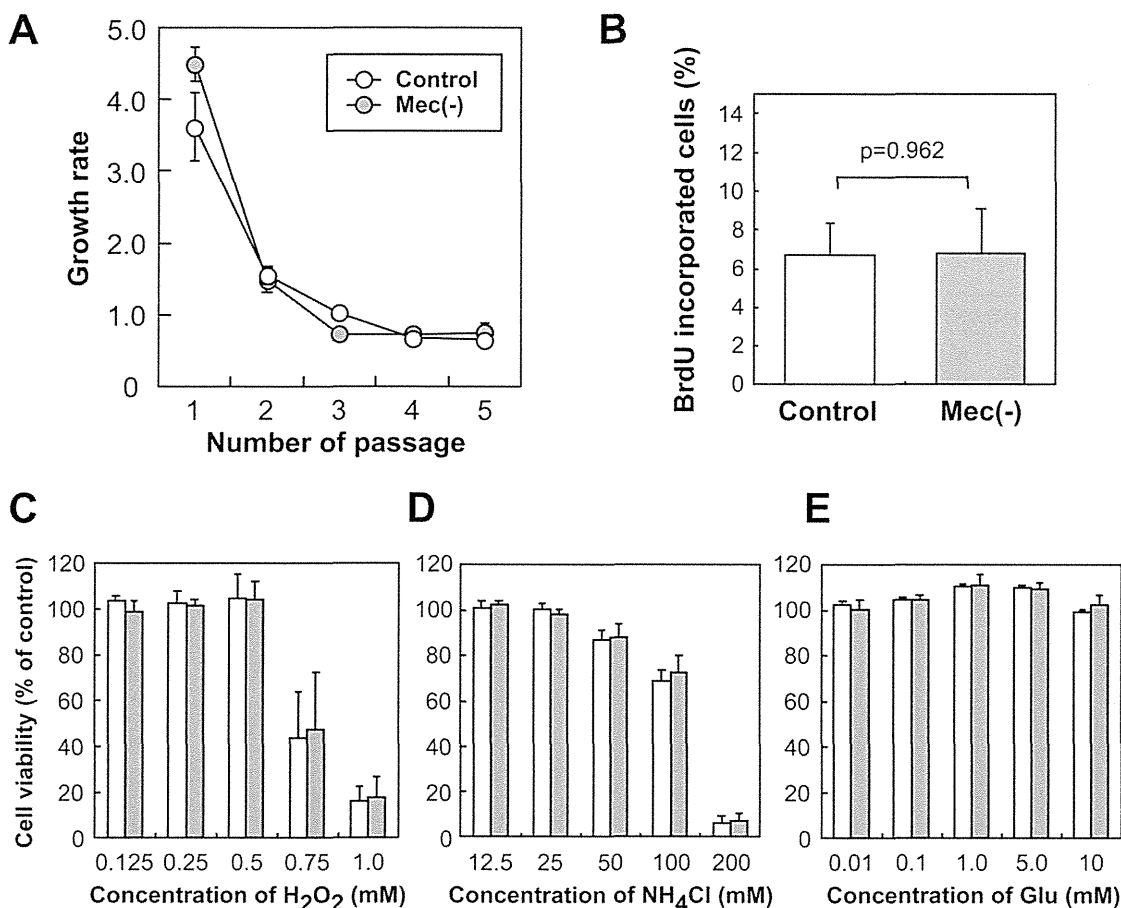 A
5.0
4.0
3.0
2.0
1.0
0
Growth rate
Control
Mec(-)
1 2 3 4 5
Number of passage
B
14
12
10
8
6
4
2
0
BrdU incorporated cells (%)
p=0.962
Control Mec(-)
C
120
100
80
60
40
20
0
Cell viability (% of control)
0.125 0.25 0.5 0.75 1.0
Concentration of H₂O₂ (mM)
D
120
100
80
60
40
20
0
12.5 25 50 100 200
Concentration of NH₄Cl (mM)
E
120
100
80
60
40
20
0
0.01 0.1 1.0 5.0 10
Concentration of Glu (mM)